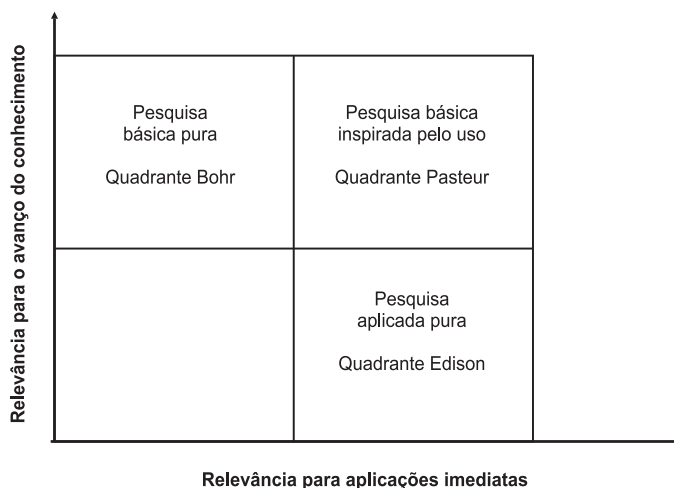 Relevância para o avanço do conhecimento
Pesquisa
básica pura
Quadrante Bohr
Pesquisa básica
inspirada pelo uso
Quadrante Pasteur
Pesquisa
aplicada pura
Quadrante Edison
Relevância para aplicações imediatas